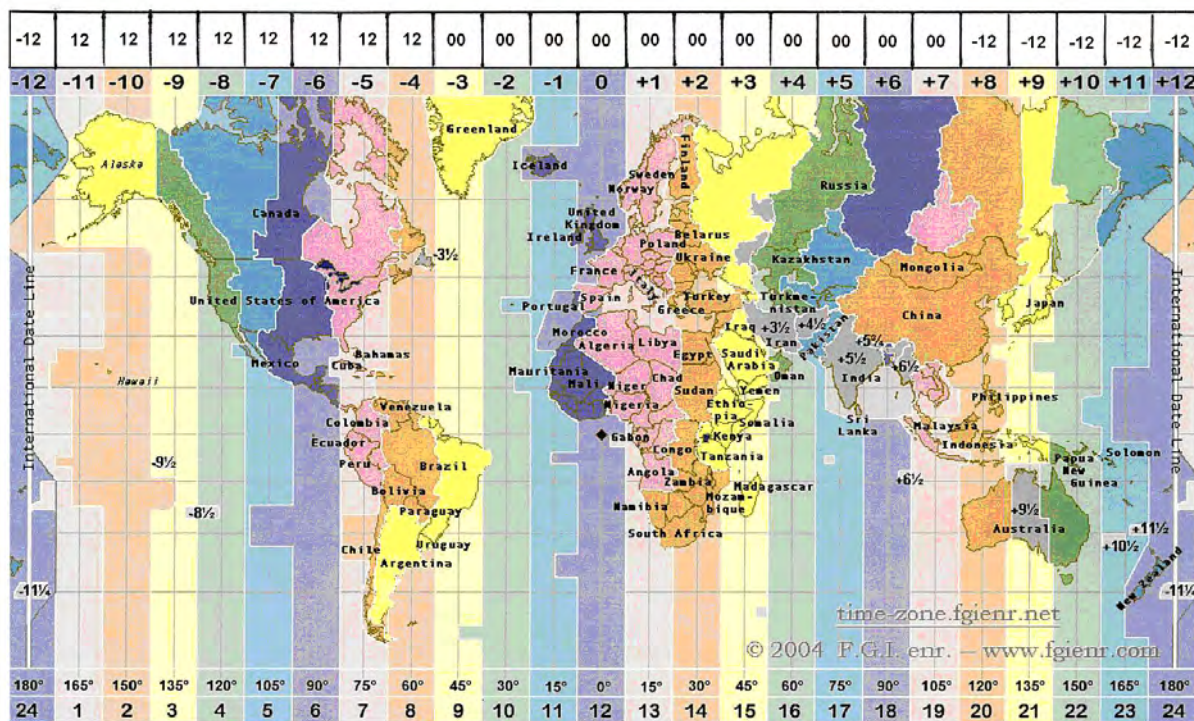 -12 12 12 12 12 12 12 12 12 00 00 00 00 00 00 00 00 00 00 00 -12 -12 -12 -12 -12
-12 -11 -10 -9 -8 -7 -6 -5 -4 -3 -2 -1 0 +1 +2 +3 +4 +5 +6 +7 +8 +9 +10 +11 +12
Greenland
Finland
Alaska
Iceland
Sweden
Norway
Russia
Canada
United
Kingdom
Ireland
Belarus
Poland
Ukraine
-3½
Kazakhstan
Mongolia
France
Italy
United States of America
Spain
Portugal
Turkey
Greece
Turkme-
nistan
Japan
China
Morocco
Algeria
Libya
Iraq
+3½
Iran
+4½
Pakistan
+5¾
+5½
India
+6½
Mexico
Bahamas
Cuba
Egypt
Saudi
Arabia
Oman
Hawaii
Mauritania
Mali
Niger
Chad
Sudan
Yemen
Nigeria
Ethio-
pia
Somalia
Sri
Lanka
Philippines
Venezuela
Colombia
Ecuador
Peru
Brazil
Gabon
Congo
Kenya
Tanzania
Malaysia
Indonesia
Papua
New
Guinea
Solomon
-9½
Angola
Zambia
Madagascar
+6½
Bolivia
-8½
Paraguay
Namibia
Mozam-
bique
+9½
Australia
Chile
Uruguay
Argentina
South Africa
+11½
+10½
New Zealand
-11¼
-11¼
International Date Line
International Date Line
time-zone.fgienr.net
© 2004 F.G.I. enr. – www.fgienr.com
180° 165° 150° 135° 120° 105° 90° 75° 60° 45° 30° 15° 0° 15° 30° 45° 60° 75° 90° 105° 120° 135° 150° 165° 180°
24 1 2 3 4 5 6 7 8 9 10 11 12 13 14 15 16 17 18 19 20 21 22 23 24